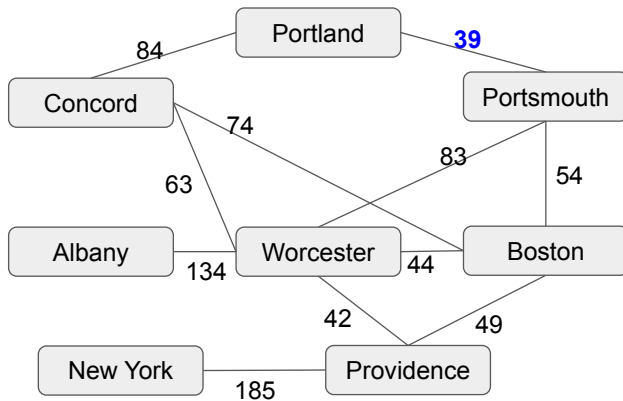 Portland
84
39
Concord
Portsmouth
74
83
63
54
Albany
Worcester
Boston
134
44
42
49
New York
Providence
185